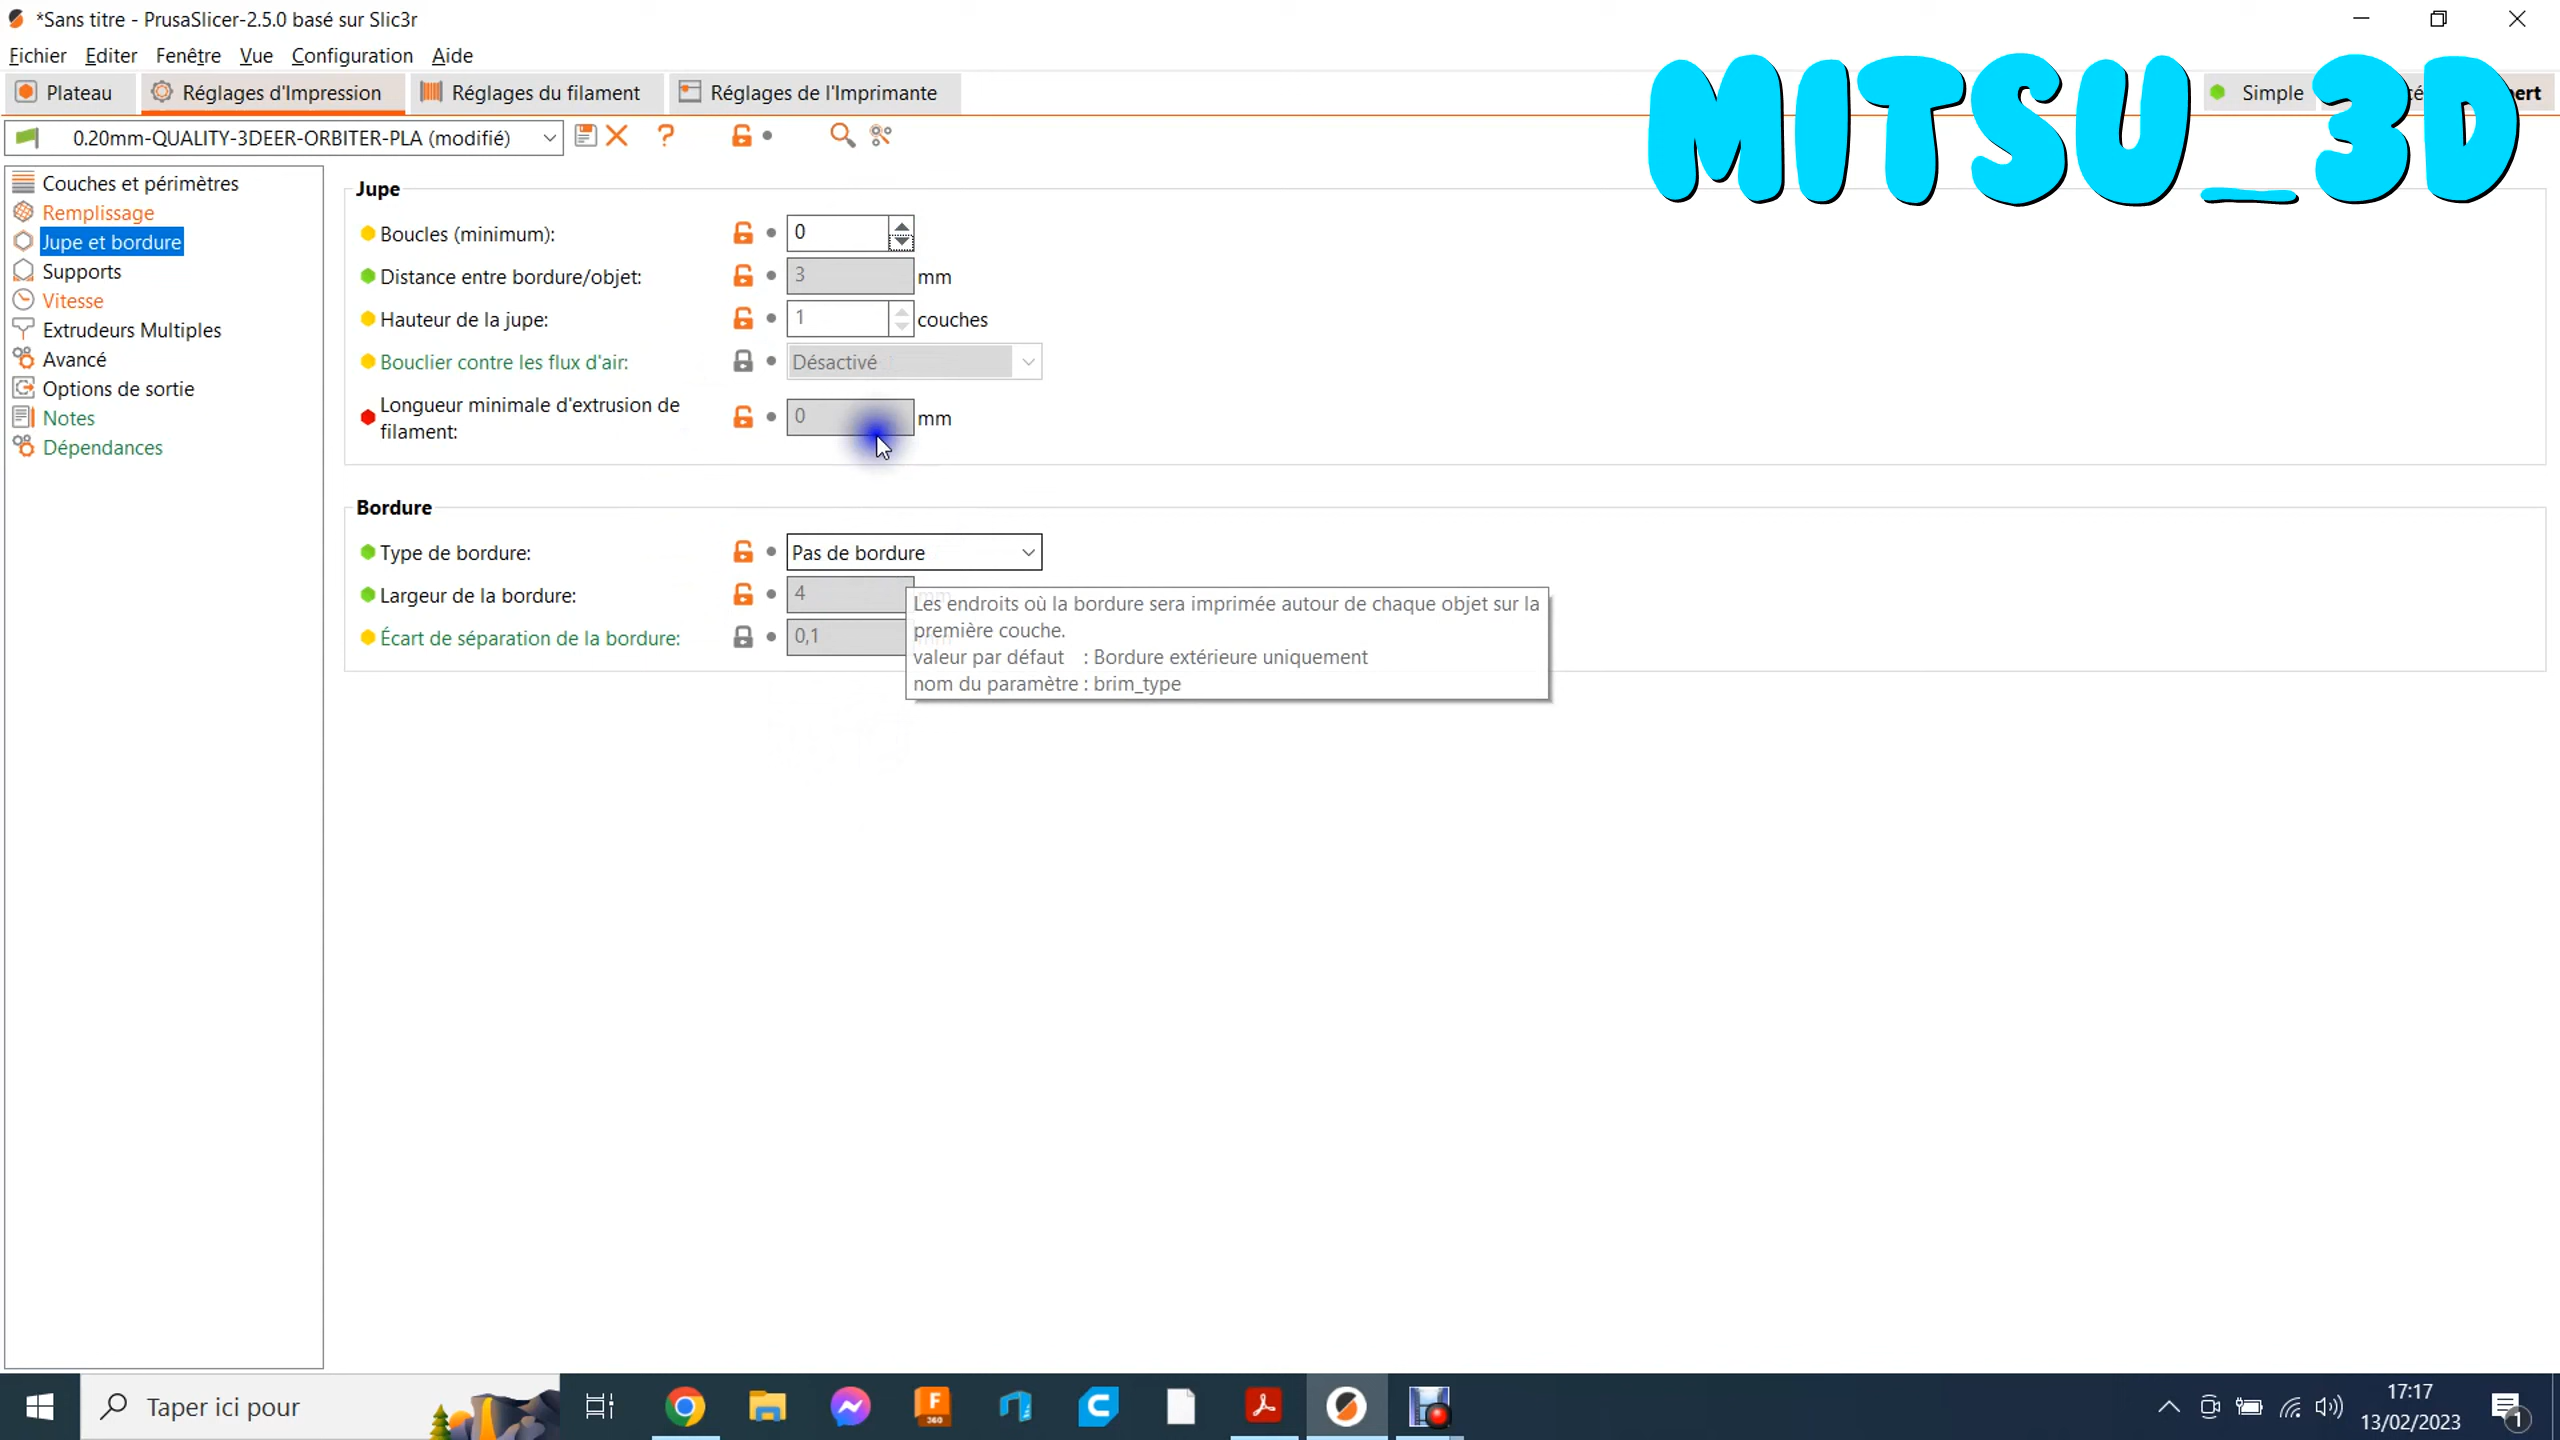 *Sans titre - PrusaSlicer-2.5.0 basé sur Slic3r
Fichier Editer Fenêtre Vue Configuration Aide
Plateau Réglages d'Impression Réglages du filament Réglages de l'Imprimante Simple
MITSU_3D
0.20mm-QUALITY-3DEER-ORBITER-PLA (modifié)
Couches et périmètres
Remplissage
Jupe et bordure
Supports
Vitesse
Extrudeurs Multiples
Avancé
Options de sortie
Notes
Dépendances
Jupe
Boucles (minimum): 0
Distance entre bordure/objet: 3 mm
Hauteur de la jupe: 1 couches
Bouclier contre les flux d'air: Désactivé
Longueur minimale d'extrusion de
filament: 0 mm
Bordure
Type de bordure: Pas de bordure
Largeur de la bordure: 4
Écart de séparation de la bordure: 0,1
Les endroits où la bordure sera imprimée autour de chaque objet sur la
première couche.
valeur par défaut : Bordure extérieure uniquement
nom du paramètre : brim_type
Taper ici pour
F
360
17:17
13/02/2023
1